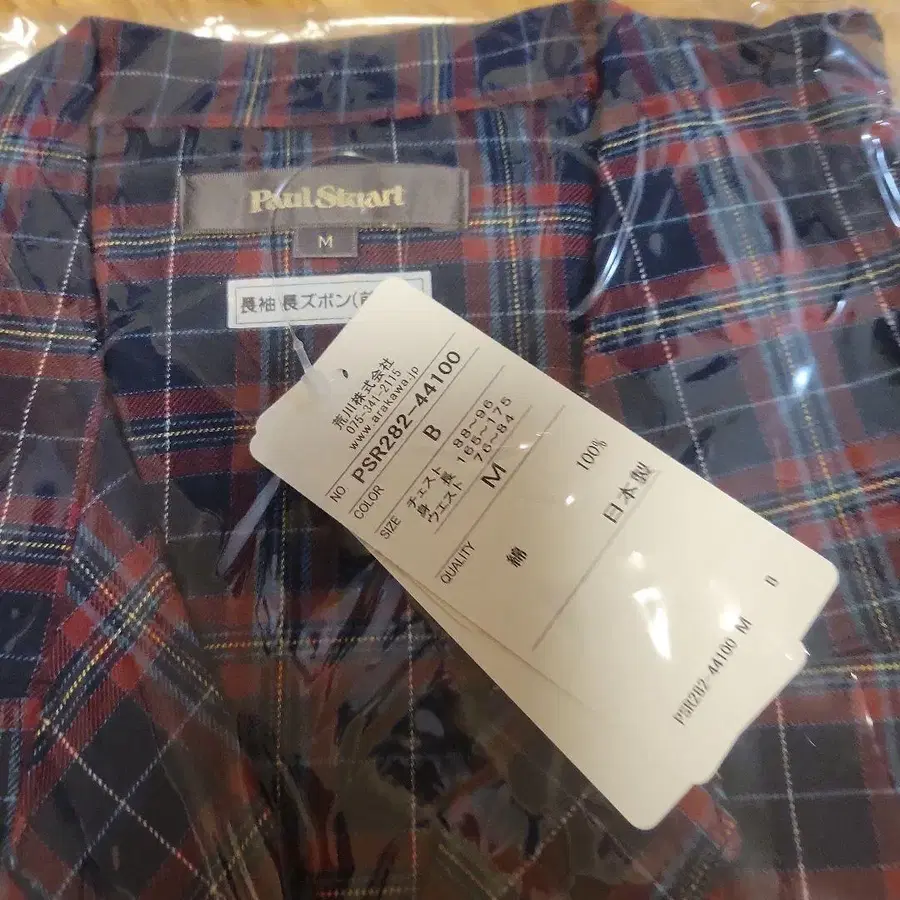 Paul Stuart
M
長袖 長ズボン(前
荒川株式会社
075-341-2115
www.arakawa.jp
NO PSR282-44100
COLOR B
SIZE チェスト 88~96
身長 165~175
ウエスト 76~84
M
QUALITY
綿 100%
日本製
PSR282-44100 M